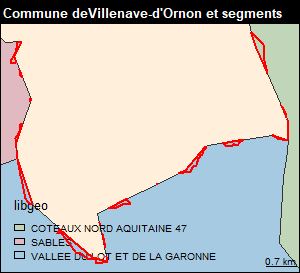 Commune deVillenave-d'Ornon et segments
libgeo
COTEAUX NORD AQUITAINE 47
SABLES
VALLEE DU LOT ET DE LA GARONNE
0.7 km